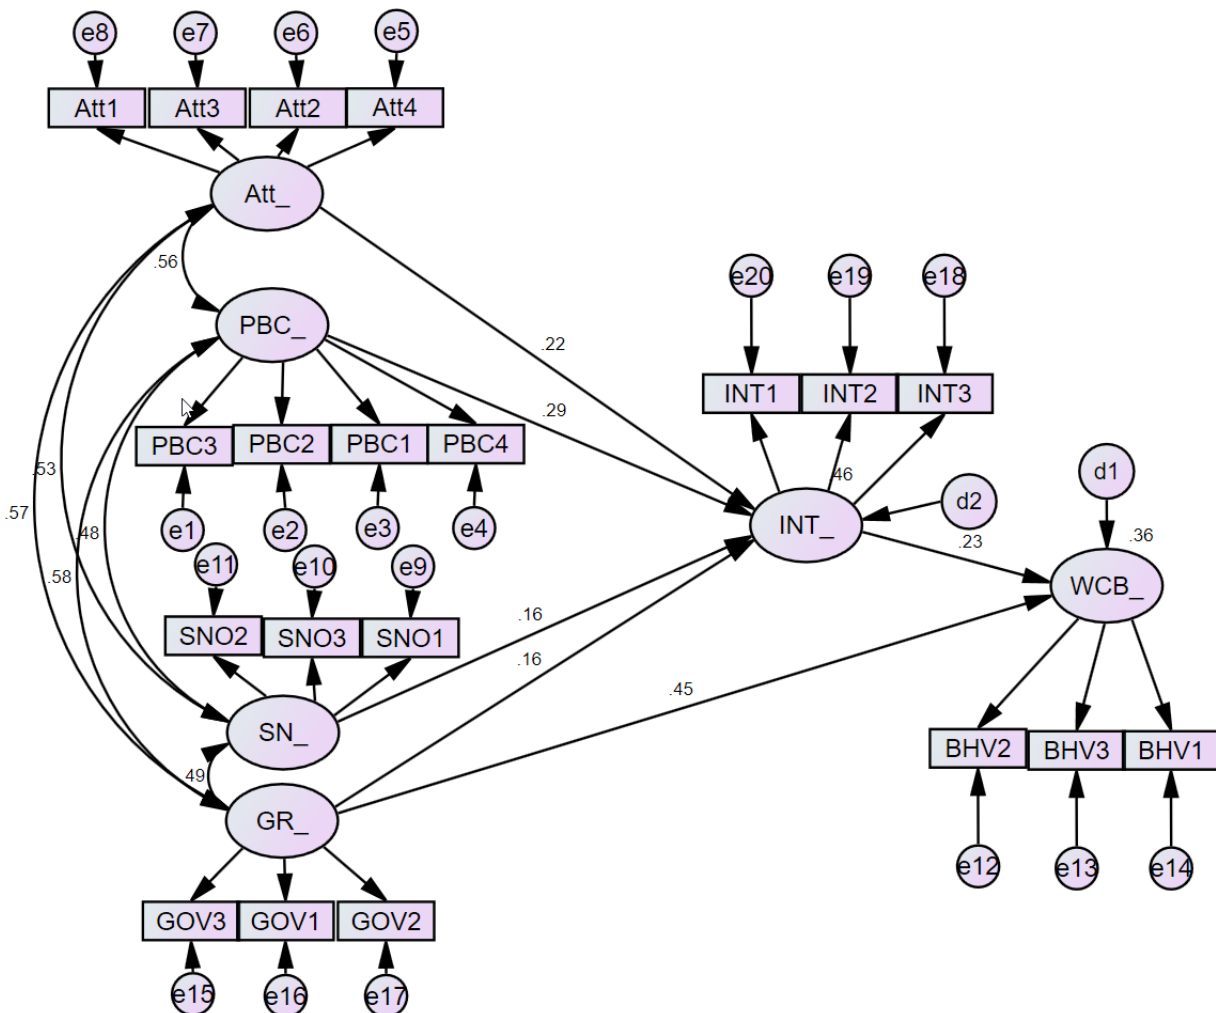 e8 e7 e6 e5
Att1 Att3 Att2 Att4
Att_
.56
PBC_
.22
.29
e20 e19 e18
INT1 INT2 INT3
PBC3 PBC2 PBC1 PBC4
.53
.57
.48
.58
e1 e2 e3 e4
e11 e10 e9
46
INT_
d2
.23
d1
.36
WCB_
SNO2 SNO3 SNO1
.16
.16
.45
SN_
49
GR_
BHV2 BHV3 BHV1
e12 e13 e14
GOV3 GOV1 GOV2
e15 e16 e17